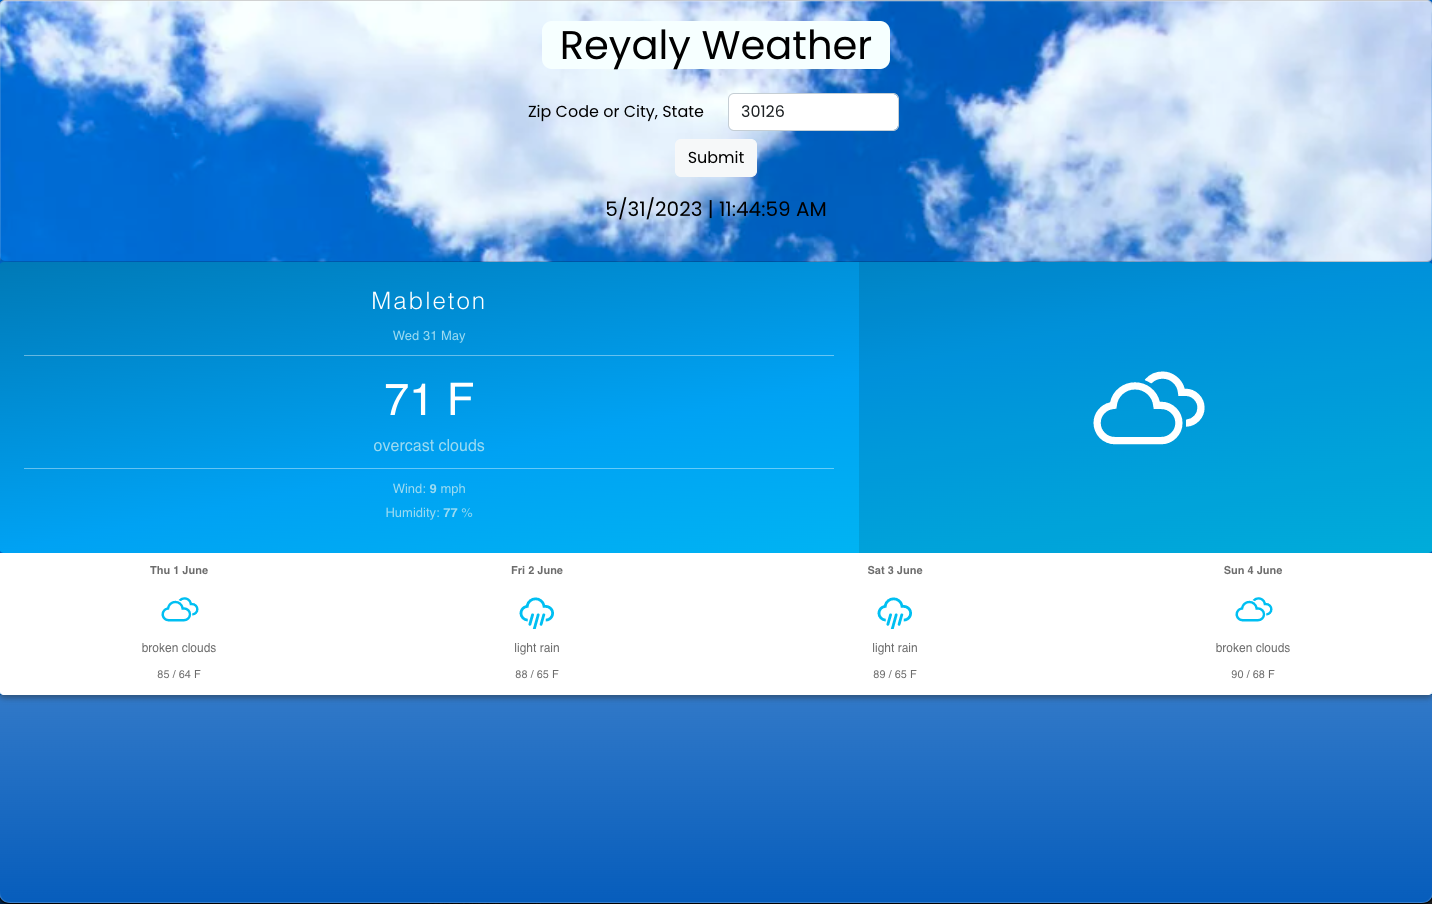 Reyaly Weather
Zip Code or City, State 30126
Submit
5/31/2023 | 11:44:59 AM
Mableton
Wed 31 May
71 F
overcast clouds
Wind: 9 mph
Humidity: 77 %
Thu 1 June
broken clouds
85 / 64 F
Fri 2 June
light rain
88 / 65 F
Sat 3 June
light rain
89 / 65 F
Sun 4 June
broken clouds
90 / 68 F